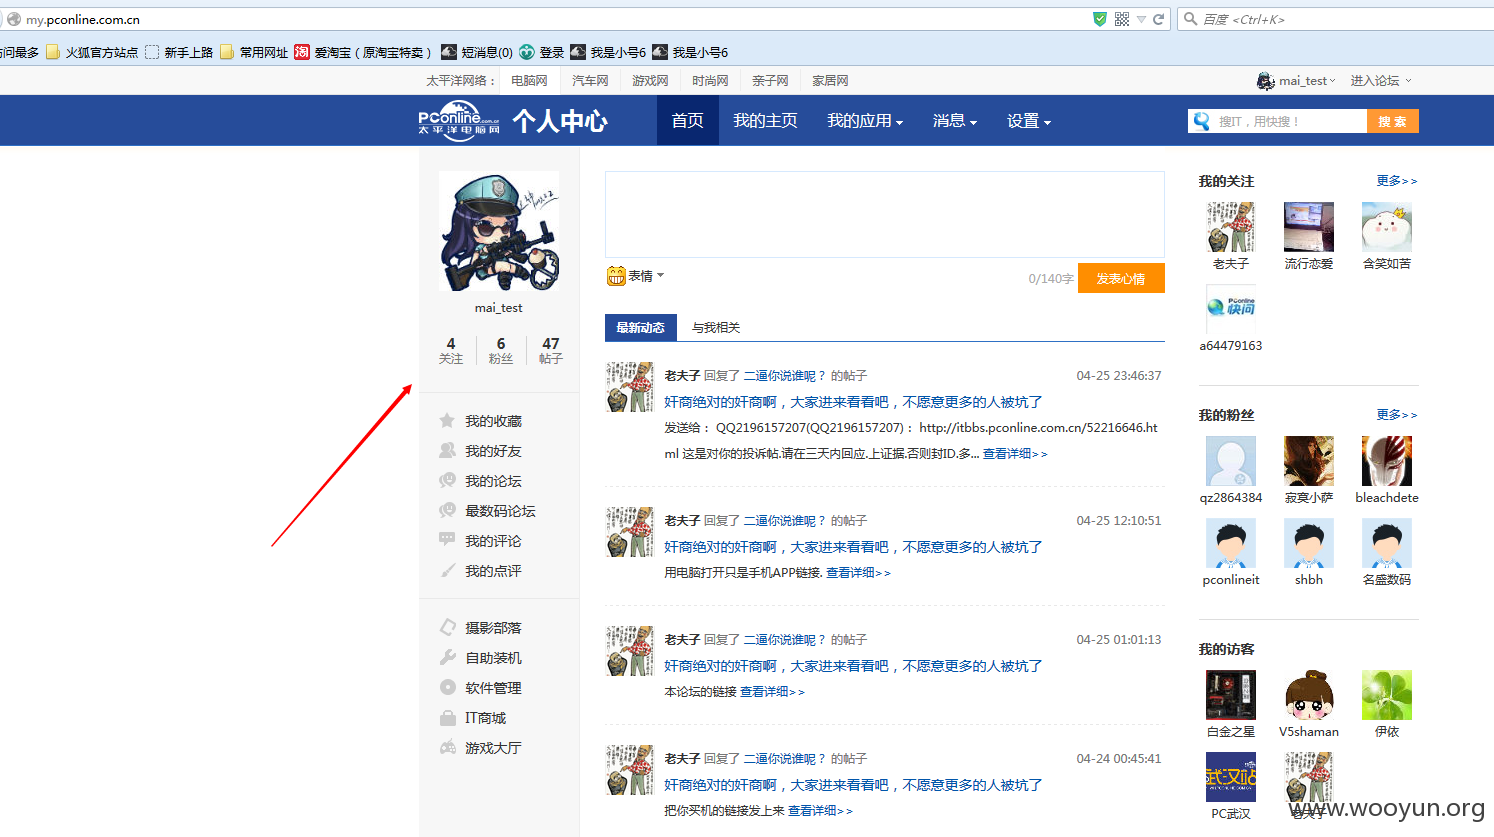 my.pconline.com.cn
百度 <Ctrl+K>
访问最多 火狐官方站点 新手上路 常用网址 淘 爱淘宝（原淘宝特卖） 短消息(0) 登录 我是小号6 我是小号6
太平洋网络： 电脑网 汽车网 游戏网 时尚网 亲子网 家居网 mai_test 进入论坛
PConline.com.cn
太平洋电脑网
个人中心 首页 我的主页 我的应用 消息 设置 搜IT，用快搜！ 搜 索
mai_test
4 6 47
关注 粉丝 帖子
我的收藏
我的好友
我的论坛
最数码论坛
我的评论
我的点评
摄影部落
自助装机
软件管理
IT商城
游戏大厅
表情 0/140字 发表心情
最新动态 与我相关
老夫子 回复了 二逼你说谁呢？ 的帖子 04-25 23:46:37
奸商绝对的奸商啊，大家进来看看吧，不愿意更多的人被坑了
发送给： QQ2196157207(QQ2196157207)： http://itbbs.pconline.com.cn/52216646.ht
ml 这是对你的投诉帖.请在三天内回应.上证据.否则封ID.多... 查看详细>>
老夫子 回复了 二逼你说谁呢？ 的帖子 04-25 12:10:51
奸商绝对的奸商啊，大家进来看看吧，不愿意更多的人被坑了
用电脑打开只是手机APP链接. 查看详细>>
老夫子 回复了 二逼你说谁呢？ 的帖子 04-25 01:01:13
奸商绝对的奸商啊，大家进来看看吧，不愿意更多的人被坑了
本论坛的链接 查看详细>>
老夫子 回复了 二逼你说谁呢？ 的帖子 04-24 00:45:41
奸商绝对的奸商啊，大家进来看看吧，不愿意更多的人被坑了
把你买机的链接发上来 查看详细>>
我的关注 更多>>
老夫子 流行恋爱 含笑如苦
PConline
快问
a64479163
我的粉丝 更多>>
qz2864384 寂寞小萨 bleachdete
pconlineit shbh 名盛数码
我的访客
白金之星 V5shaman 伊依
武汉站
PC武汉 老夫子
www.wooyun.org